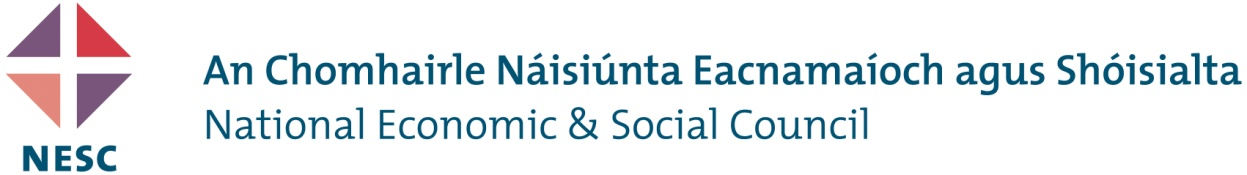 An Chomhairle Náisiúnta Eacnamaíoch agus Shóisialta
National Economic & Social Council
NESC